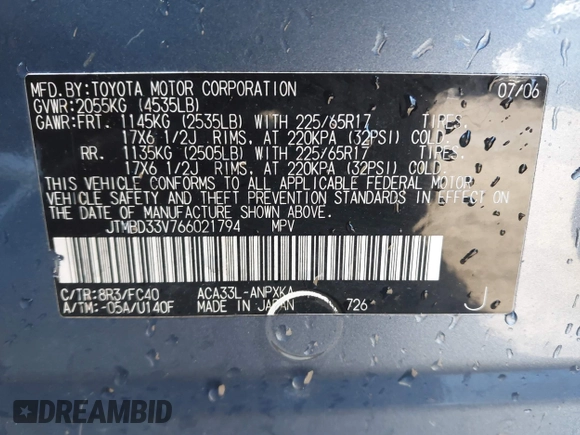 MFD.BY:TOYOTA MOTOR CORPORATION 07/06
GVWR:2055KG (4535LB)
GAWR:FRT. 1145KG (2535LB) WITH 225/65R17 TIRES.
17X6 1/2J RIMS, AT 220KPA (32PSI) COLD.
RR. 1135KG (2505LB) WITH 225/65R17 TIRES.
17X6 1/2J RIMS, AT 220KPA (32PSI) COLD.
THIS VEHICLE CONFORMS TO ALL APPLICABLE FEDERAL MOTOR
VEHICLE SAFETY AND THEFT PREVENTION STANDARDS IN EFFECT
ON THE DATE OF MANUFACTURE SHOWN ABOVE.
JTMBD33V766021794 MPV
C/TR:8R3/FC40 ACA33L-ANPXKA
A/TM:-05A/U140F MADE IN JAPAN 726 J
DREAMBID